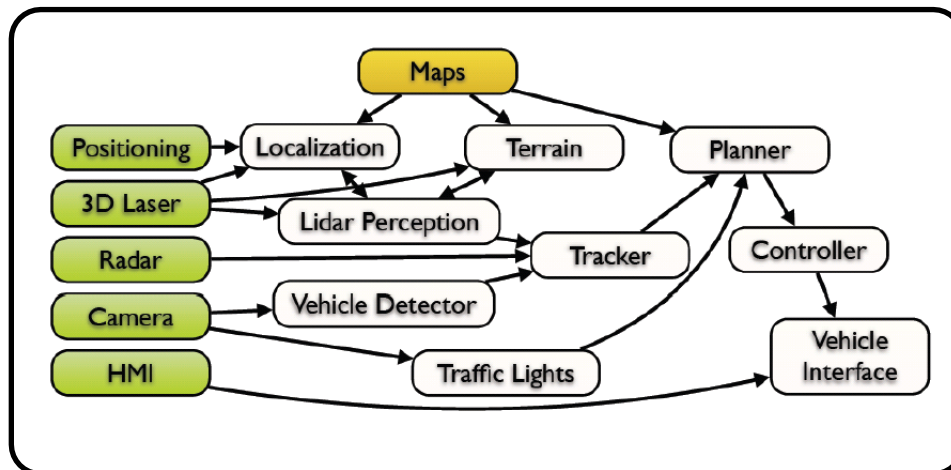 Maps
Positioning
Localization
Terrain
Planner
3D Laser
Lidar Perception
Radar
Tracker
Controller
Camera
Vehicle Detector
HMI
Traffic Lights
Vehicle
Interface